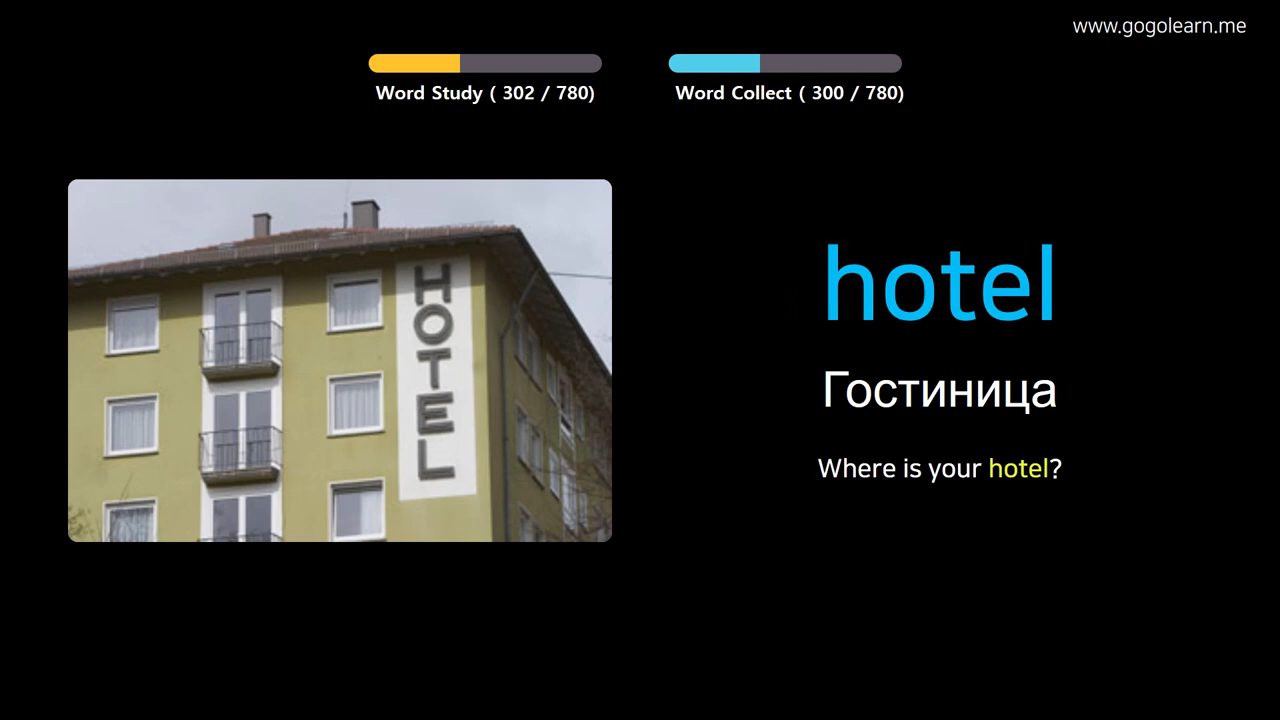 www.gogolearn.me
Word Study ( 302 / 780)
Word Collect ( 300 / 780)
HOTEL
hotel
Гостиница
Where is your hotel?